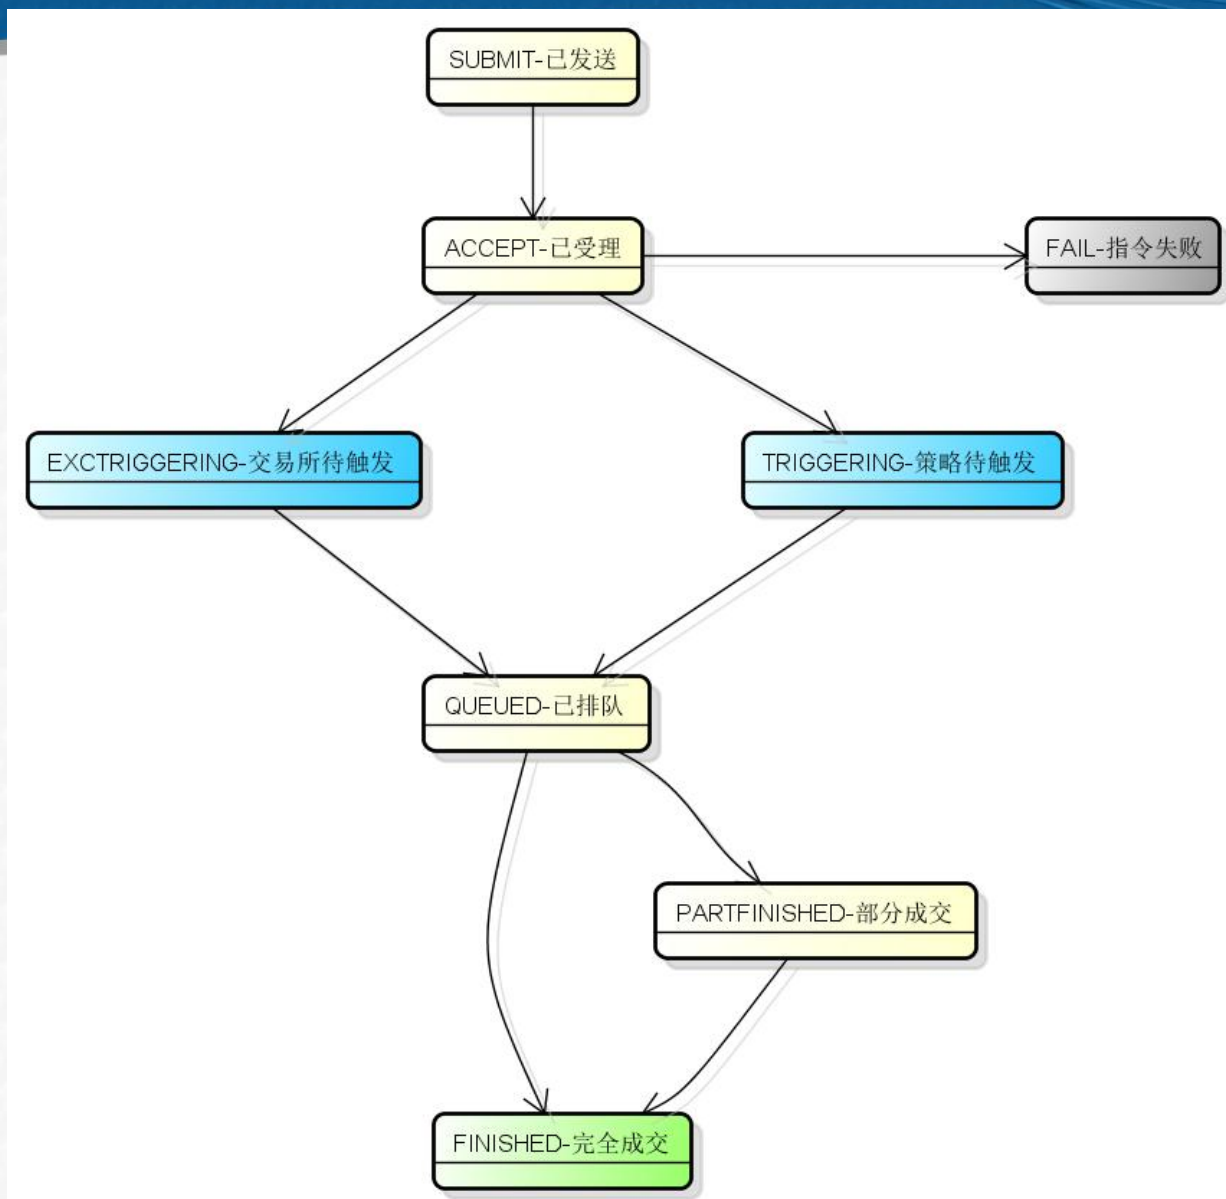 SUBMIT-已发送
ACCEPT-已受理
FAIL-指令失败
EXCTRIGGERING-交易所待触发
TRIGGERING-策略待触发
QUEUED-已排队
PARTFINISHED-部分成交
FINISHED-完全成交